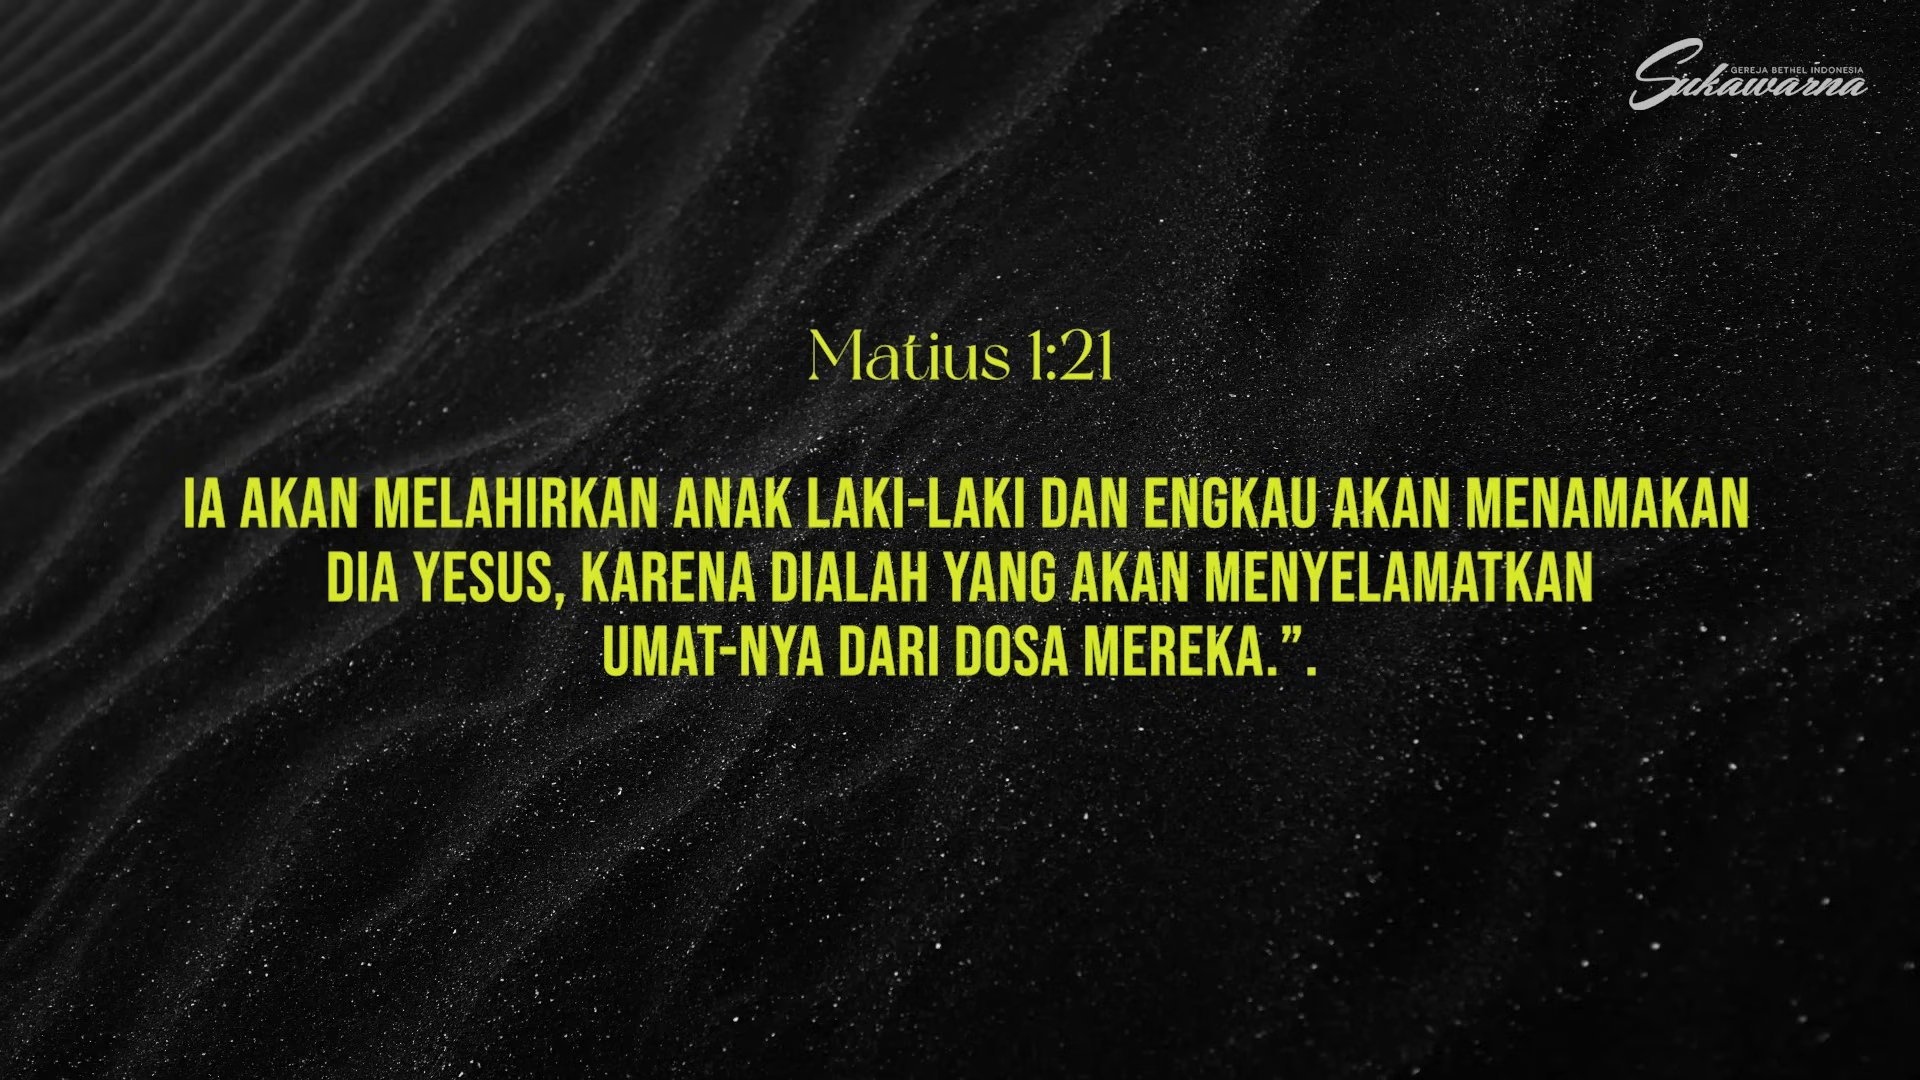 GEREJA BETHEL INDONESIA
Sukawarna
Matius 1:21
IA AKAN MELAHIRKAN ANAK LAKI-LAKI DAN ENGKAU AKAN MENAMAKAN
DIA YESUS, KARENA DIALAH YANG AKAN MENYELAMATKAN
UMAT-NYA DARI DOSA MEREKA.”.